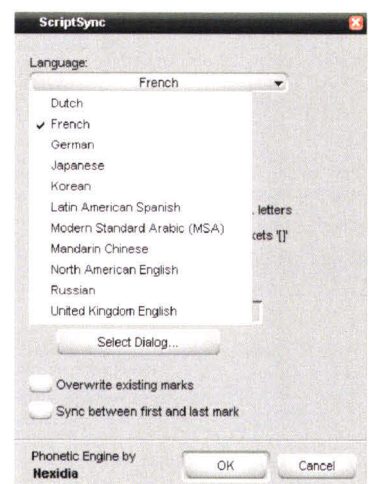 ScriptSync
Language:
French
Dutch
✓ French
German
Japanese
Korean
Latin American Spanish
. letters
Modern Standard Arabic (MSA)
kets '[]'
Mandarin Chinese
North American English
Russian
United Kingdom English
Select Dialog...
Overwrite existing marks
Sync between first and last mark
Phonetic Engine by
Nexidia
OK
Cancel